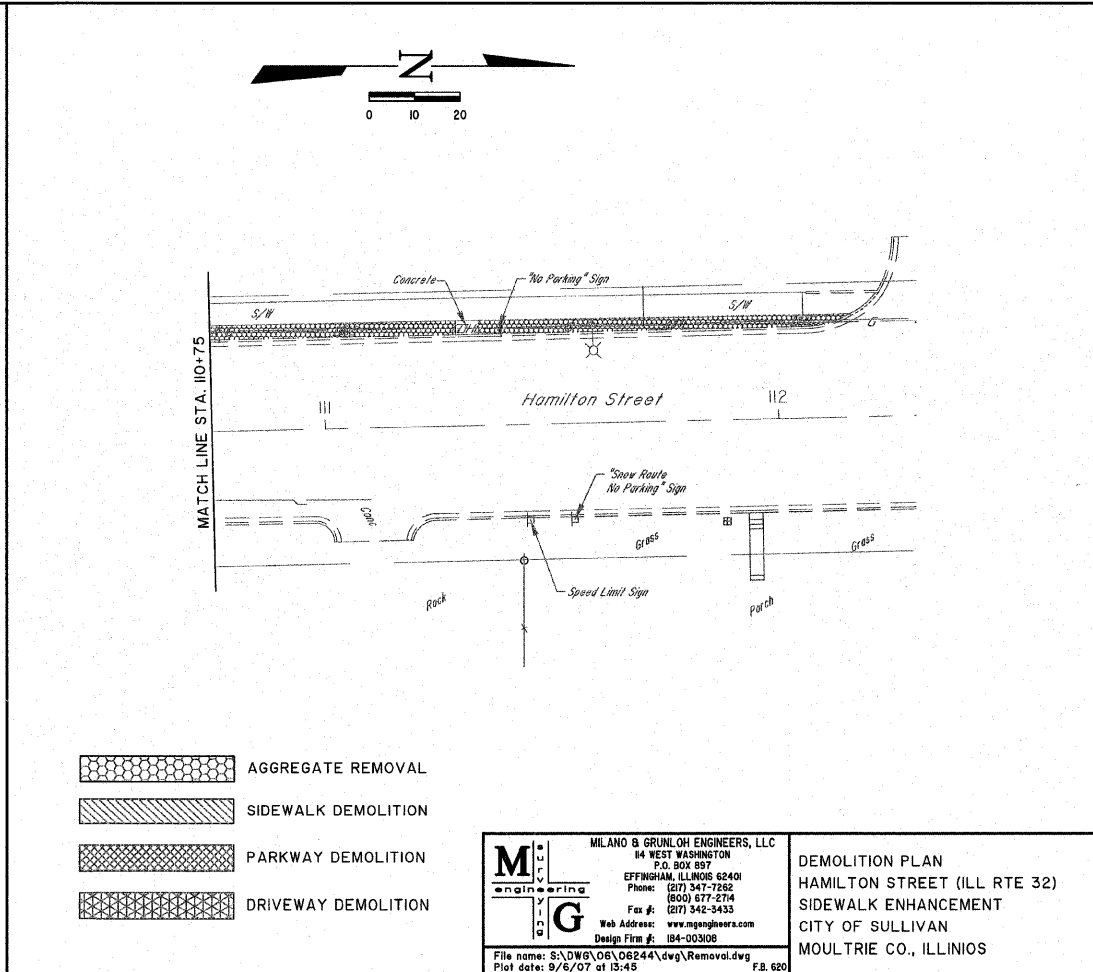 N
0 10 20
Concrete
"No Parking" Sign
S/W
S/W
G
MATCH LINE STA. 110+75
Hamilton Street
111
112
"Snow Route
No Parking" Sign
Conc
Grass
Grass
Speed Limit Sign
Rock
Porch
AGGREGATE REMOVAL
SIDEWALK DEMOLITION
PARKWAY DEMOLITION
DRIVEWAY DEMOLITION
M
surveying
engineering
G
MILANO & GRUNLOH ENGINEERS, LLC
114 WEST WASHINGTON
P.O. BOX 897
EFFINGHAM, ILLINOIS 62401
Phone: (217) 347-7262
(800) 677-2714
Fax #: (217) 342-3433
Web Address: www.mgengineers.com
Design Firm #: 184-003108
File name: S:\DWG\06\06244\dwg\Removal.dwg
Plot date: 9/6/07 at 13:45 F.B. 620
DEMOLITION PLAN
HAMILTON STREET (ILL RTE 32)
SIDEWALK ENHANCEMENT
CITY OF SULLIVAN
MOULTRIE CO., ILLINIOS